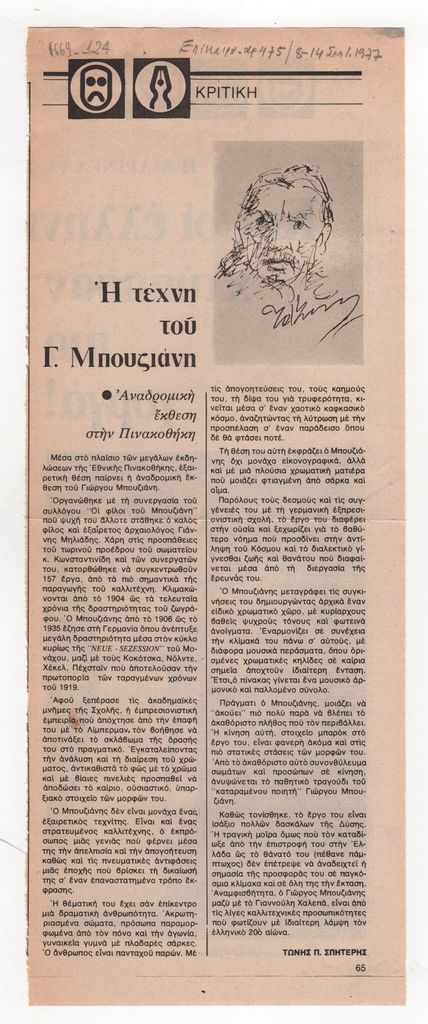 6669_124
Επίκαιρα-αρ 475/8-14 Σεπτ. 1977
ΚΡΙΤΙΚΗ
Ἡ τέχνη
τοῦ
Γ. Μπουζιάνη
● Ἀναδρομικὴ
ἔκθεση
στὴν Πινακοθήκη
Μέσα στὸ πλαίσιο τῶν μεγάλων ἐκδη-
λώσεων τῆς Ἐθνικῆς Πινακοθήκης, ἐξαι-
ρετικὴ θέση παίρνει ἡ ἀναδρομικὴ ἔκ-
θεση τοῦ Γιώργου Μπουζιάνη.
Ὀργανώθηκε μὲ τὴ συνεργασία τοῦ
συλλόγου "Οἱ φίλοι τοῦ Μπουζιάνη"
ποὺ ψυχή του ἄλλοτε στάθηκε ὁ καλὸς
φίλος καὶ ἐξαίρετος ἀρχαιολόγος Γιάν-
νης Μηλιάδης. Χάρη στὶς προσπάθειες
τοῦ τωρινοῦ προέδρου τοῦ σωματείου
κ. Κωνσταντινίδη καὶ τῶν συνεργατῶν
του, κατορθώθηκε νὰ συγκεντρωθοῦν
157 ἔργα, ἀπὸ τὰ πιὸ σημαντικὰ τῆς
παραγωγῆς τοῦ καλλιτέχνη. Κλιμακώ-
νονται ἀπὸ τὸ 1904 ὡς τὰ τελευταῖα
χρόνια τῆς δραστηριότητας τοῦ ζωγρά-
φου. Ὁ Μπουζιάνης ἀπὸ τὸ 1906 ὡς τὸ
1935 ἔζησε στὴ Γερμανία ὅπου ἀνέπτυξε
μεγάλη δραστηριότητα μέσα στὸν κύκλο
κυρίως τῆς "NEUE - SEZESSION" τοῦ Μο-
νάχου, μαζὶ μὲ τοὺς Κοκόσκα, Νόλντε,
Χέκελ, Πέχσταϊν ποὺ ἀποτελοῦσαν τὴν
πρωτοπορία τῶν ταραγμένων χρόνων
τοῦ 1919.
Ἀφοῦ ξεπέρασε τὶς ἀκαδημαϊκὲς
μνῆμες τῆς Σχολῆς, ἡ ἐμπρεσιονιστικὴ
ἐμπειρία ποὺ ἀπόχτησε ἀπὸ τὴν ἐπαφή
του μὲ τὸ Λίμπερμαν, τὸν βοήθησε νὰ
ἀποτινάξει τὸ σκλάβωμα τῆς ὅρασής
του στὸ πραγματικό. Ἐγκαταλείποντας
τὴν ἀνάλυση καὶ τὴ διαίρεση τοῦ χρώ-
ματος, ἀντικαθιστᾶ τὸ φῶς μὲ τὸ χρῶμα
καὶ μὲ βίαιες πινελιὲς προσπαθεῖ νὰ
ἀποδώσει τὸ καίριο, οὐσιαστικό, ὑπαρ-
ξιακὸ στοιχεῖο τῶν μορφῶν του.
Ὁ Μπουζιάνης δὲν εἶναι μονάχα ἕνας
ἐξαιρετικὸς τεχνίτης. Εἶναι καὶ ἕνας
στρατευμένος καλλιτέχνης, ὁ ἐκπρό-
σωπος μιᾶς γενιᾶς ποὺ φέρνει μέσα
της τὴν ἀπελπισία καὶ τὴν ἀπογοήτευση
καθὼς καὶ τὶς πνευματικὲς ἀντιφάσεις
μιᾶς ἐποχῆς ποὺ βρίσκει τὴ δικαίωσή
της σ' ἕναν ἐπαναστατημένο τρόπο ἔκ-
φρασης.
Ἡ θεματική του ἔχει σὰν ἐπίκεντρο
μιὰ δραματικὴ ἀνθρωπότητα. Ἀκρωτη-
ριασμένα σώματα, πρόσωπα παραμορ-
φωμένα ἀπὸ τὸν πόνο καὶ τὴν ἀγωνία,
γυναικεῖα γυμνὰ μὲ πλαδαρὲς σάρκες.
Ὁ ἄνθρωπος εἶναι πανταχοῦ παρών. Μὲ
τὶς ἀπογοητεύσεις του, τοὺς καημούς
του, τὴ δίψα του γιὰ τρυφερότητα, κι-
νεῖται μέσα σ' ἕναν χαοτικὸ καφκασικὸ
κόσμο, ἀναζητώντας τὴ λύτρωση μὲ τὴν
προσπέλαση σ' ἕναν παράδεισο ὅπου
δὲ θὰ φτάσει ποτέ.
Τὴ θέση του αὐτὴ ἐκφράζει ὁ Μπουζιά-
νης ὄχι μονάχα εἰκονογραφικά, ἀλλὰ
καὶ μὲ μιὰ πλούσια χρωματικὴ ματιέρα
ποὺ μοιάζει φτιαγμένη ἀπὸ σάρκα καὶ
αἷμα.
Παρόλους τοὺς δεσμοὺς καὶ τὶς συγ-
γένειές του μὲ τὴ γερμανικὴ ἐξπρεσι-
ονιστικὴ σχολή, τὸ ἔργο του διαφέρει
στὴν οὐσία καὶ ξεχωρίζει γιὰ τὸ βαθύ-
τερο νόημα ποὺ προσδίνει στὴν ἀντί-
ληψη τοῦ Κόσμου καὶ τὸ διαλεκτικὸ γί-
γνεσθαι ζωῆς καὶ θανάτου ποὺ διαφαί-
νεται μέσα ἀπὸ τὴ διεργασία τῆς
ἔρευνάς του.
Ὁ Μπουζιάνης μεταγράφει τὶς συγκι-
νήσεις του δημιουργώντας ἀρχικὰ ἕναν
εἰδικὸ χρωματικὸ χῶρο, μὲ κυρίαρχους
βαθεῖς ψυχροὺς τόνους καὶ φωτεινὰ
ἀνοίγματα. Ἐναρμονίζει σὲ συνέχεια
τὴν κλίμακά του πάνω σ' αὐτούς, μὲ
διάφορα μουσικὰ περάσματα, ὅπου ὁρι-
σμένες χρωματικὲς κηλῖδες σὲ καίρια
σημεῖα ἀποχτοῦν ἰδιαίτερη ἔνταση.
Ἔτσι, ὁ πίνακας γίνεται ἕνα μουσικὸ ἁρ-
μονικὸ καὶ παλλόμενο σύνολο.
Πράγματι ὁ Μπουζιάνης, μοιάζει νὰ
"ἀκούει" πιὸ πολὺ παρὰ νὰ βλέπει τὸ
ἀκαθόριστο πλῆθος ποὺ τὸν περιβάλλει.
Ἡ κίνηση αὐτή, στοιχεῖο μπαρὸκ στὸ
ἔργο του, εἶναι φανερὴ ἀκόμα καὶ στὶς
πιὸ στατικὲς στάσεις τῶν μορφῶν του.
Ἀπὸ τὸ ἀκαθόριστο αὐτὸ συνονθύλευμα
σωμάτων καὶ προσώπων σὲ κίνηση,
ἀνυψώνεται τὸ παθητικὸ τραγούδι τοῦ
"καταραμένου ποιητῆ" Γιώργου Μπου-
ζιάνη.
Καθὼς τονίσθηκε, τὸ ἔργο του εἶναι
ἰσάξιο πολλῶν δασκάλων τῆς Δύσης.
Ἡ τραγικὴ μοίρα ὅμως ποὺ τὸν καταδί-
ωξε ἀπὸ τὴν ἐπιστροφή του στὴν Ἑλ-
λάδα ὡς τὸ θάνατό του (πέθανε πάμ-
πτωχος) δὲν ἐπέτρεψε νὰ ἀναδειχτεῖ ἡ
σημασία τῆς προσφορᾶς του σὲ παγκό-
σμια κλίμακα καὶ σὲ ὅλη της τὴν ἔκταση.
Ἀναμφισβήτητα, ὁ Γιώργος Μπουζιάνης
μαζὺ μὲ τὸ Γιαννούλη Χαλεπᾶ, εἶναι ἀπὸ
τὶς λίγες καλλιτεχνικὲς προσωπικότητες
ποὺ φωτίζουν μὲ ἰδιαίτερη λάμψη τὸν
ἑλληνικὸ 20ὸ αἰώνα.
ΤΩΝΗΣ Π. ΣΠΗΤΕΡΗΣ
65